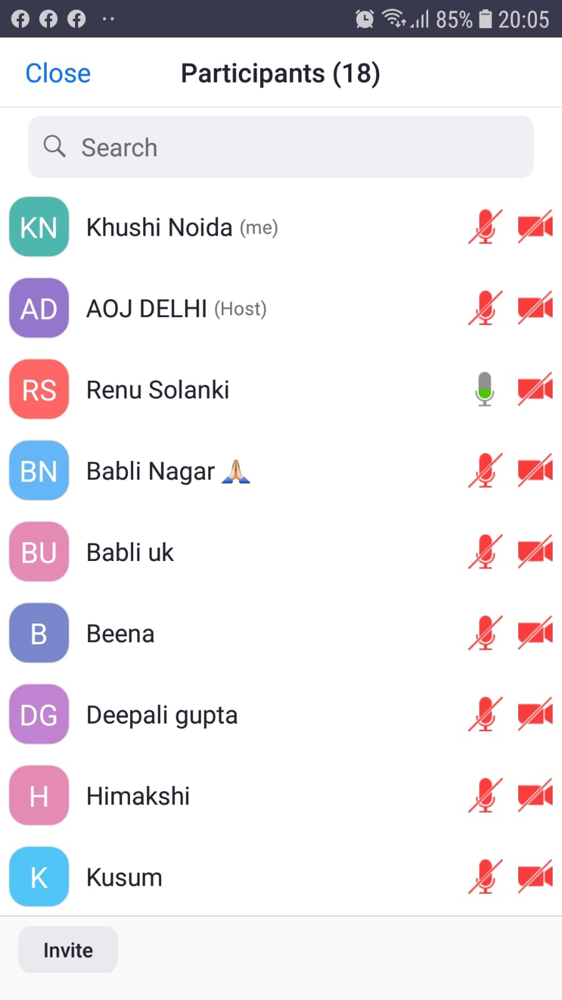 85% 20:05
Close Participants (18)
Search
KN Khushi Noida (me)
AD AOJ DELHI (Host)
RS Renu Solanki
BN Babli Nagar 🙏🏻
BU Babli uk
B Beena
DG Deepali gupta
H Himakshi
K Kusum
Invite